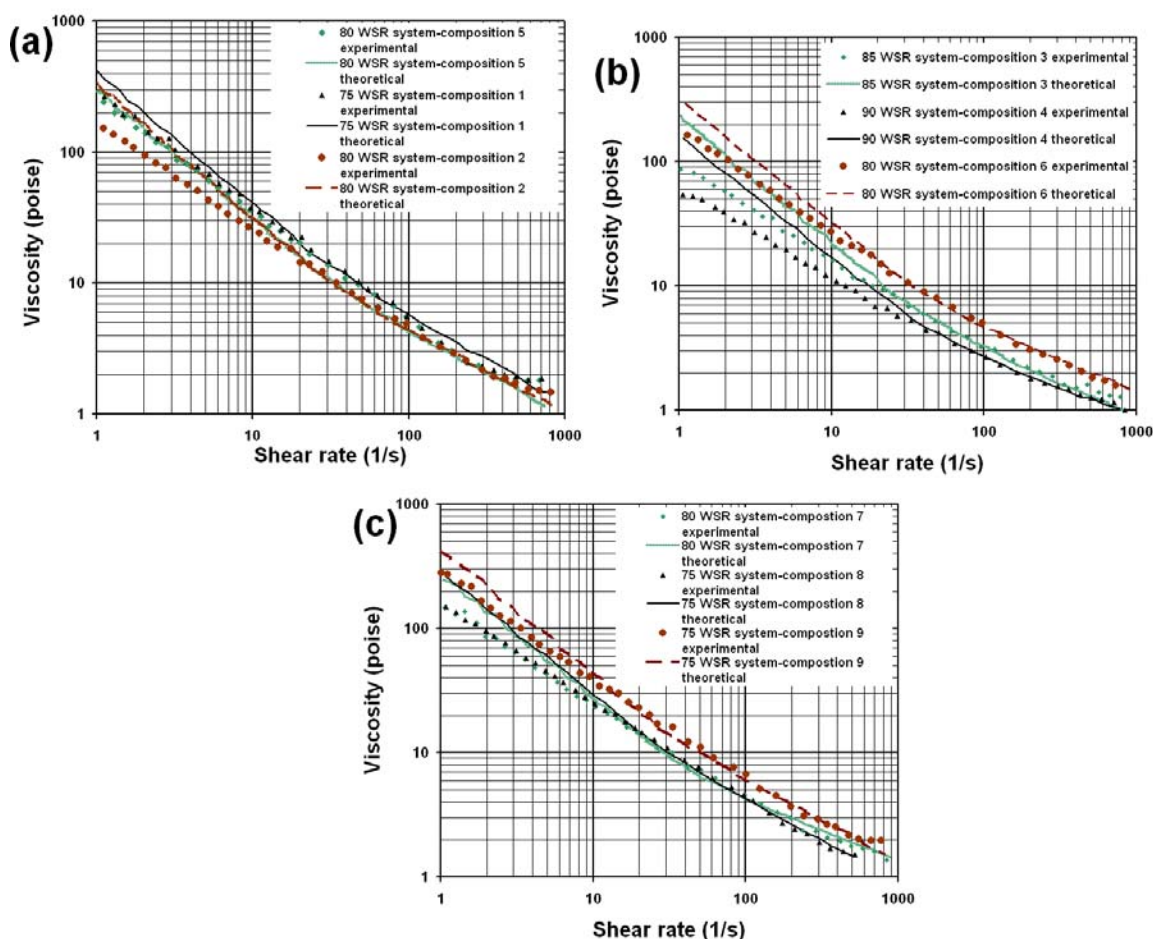 (a)
1000
100
10
1
Viscosity (poise)
80 WSR system-composition 5
experimental
80 WSR system-composition 5
theoretical
75 WSR system-composition 1
experimental
75 WSR system-composition 1
theoretical
80 WSR system-composition 2
experimental
80 WSR system-composition 2
theoretical
1 10 100 1000
Shear rate (1/s)
(b)
1000
100
10
1
Viscosity (poise)
85 WSR system-composition 3 experimental
85 WSR system-composition 3 theoretical
90 WSR system-composition 4 experimental
90 WSR system-composition 4 theoretical
80 WSR system-composition 6 experimental
80 WSR system-composition 6 theoretical
1 10 100 1000
Shear rate (1/s)
(c)
1000
100
10
1
Viscosity (poise)
80 WSR system-compostion 7
experimental
80 WSR system-compostion 7
theoretical
75 WSR system-compostion 8
experimental
75 WSR system-compostion 8
theoretical
75 WSR system-compostion 9
experimental
75 WSR system-compostion 9
theoretical
1 10 100 1000
Shear rate (1/s)